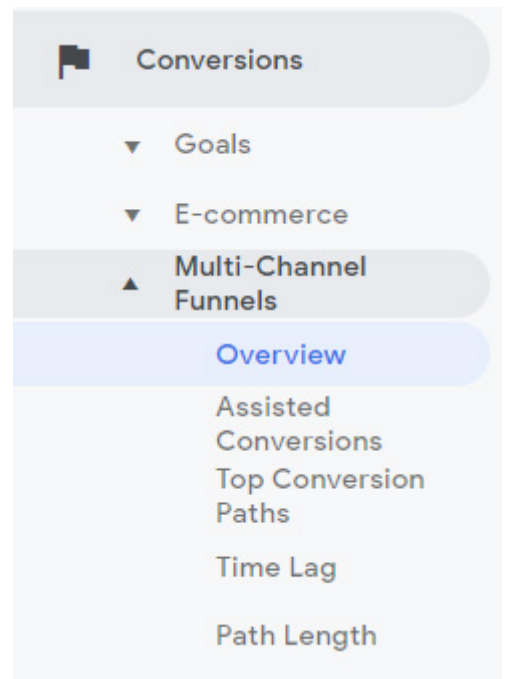 Conversions
Goals
E-commerce
Multi-Channel
Funnels
Overview
Assisted
Conversions
Top Conversion
Paths
Time Lag
Path Length